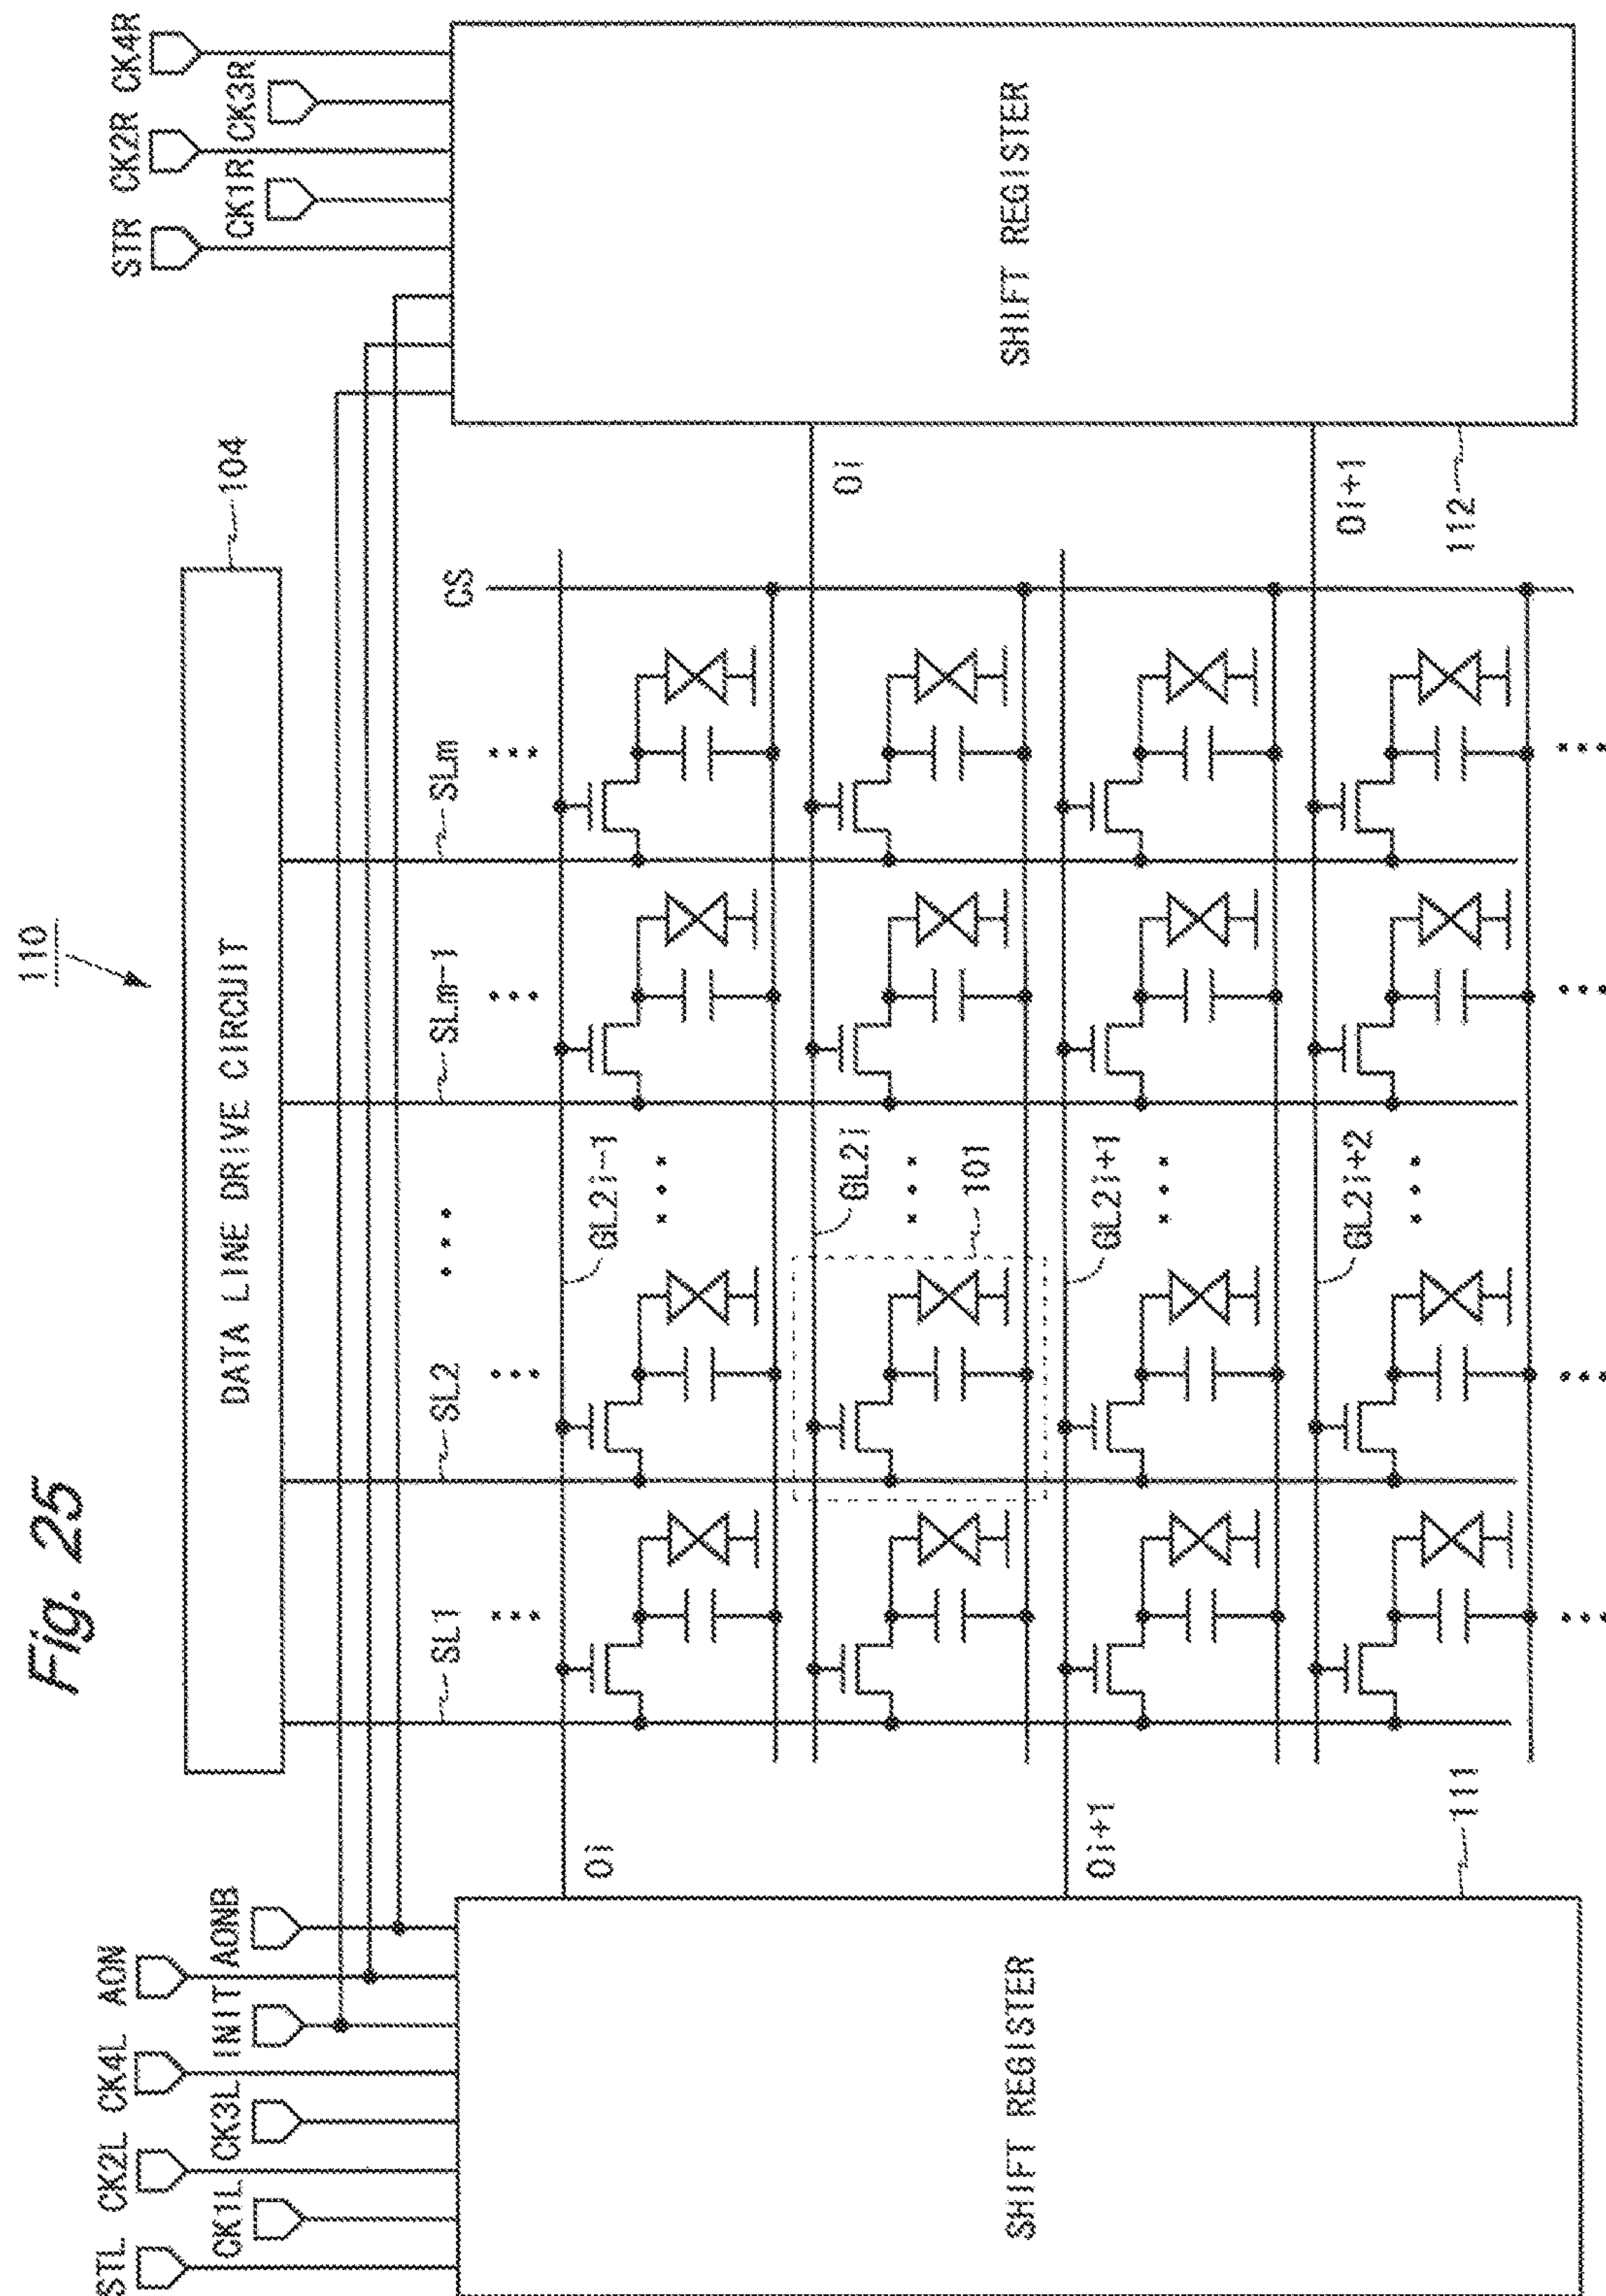 Fig. 25
110
DATA LINE DRIVE CIRCUIT
104
STL
CK1L
CK2L
CK3L
CK4L
INIT
AON
AONB
STR
CK1R
CK2R
CK3R
CK4R
SL1
SL2
SLm-1
SLm
CS
SHIFT REGISTER
111
SHIFT REGISTER
112
Oi
GL2i-1
GL2i
Oi
101
Oi+1
GL2i+1
GL2i+2
Oi+1